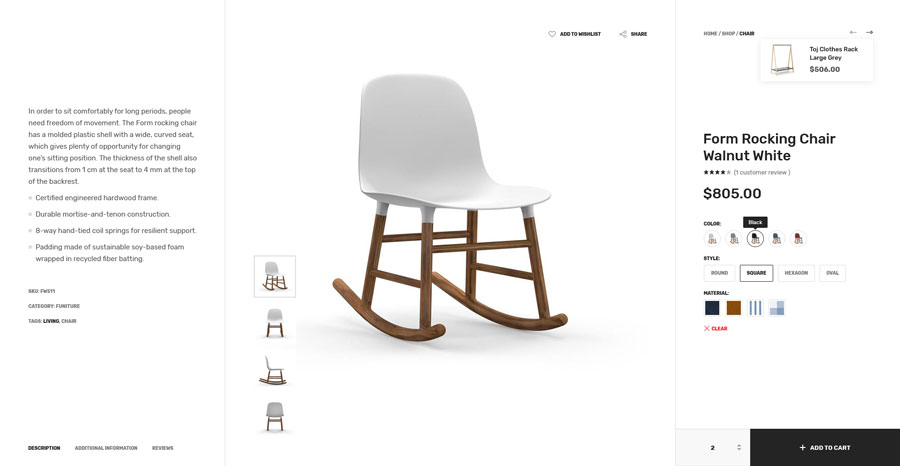 In order to sit comfortably for long periods, people
need freedom of movement. The Form rocking chair
has a molded plastic shell with a wide, curved seat,
which gives plenty of opportunity for changing
one's sitting position. The thickness of the shell also
transitions from 1 cm at the seat to 4 mm at the top
of the backrest.
Certified engineered hardwood frame.
Durable mortise-and-tenon construction.
8-way hand-tied coil springs for resilient support.
Padding made of sustainable soy-based foam
wrapped in recycled fiber batting.
SKU: FW511
CATEGORY: FUNITURE
TAGS: LIVING, CHAIR
DESCRIPTION ADDITIONAL INFORMATION REVIEWS
ADD TO WISHLIST SHARE
HOME / SHOP / CHAIR
Toj Clothes Rack
Large Grey
$506.00
Form Rocking Chair
Walnut White
(1 customer review )
$805.00
COLOR:
Black
STYLE:
ROUND SQUARE HEXAGON OVAL
MATERIAL:
CLEAR
2
ADD TO CART